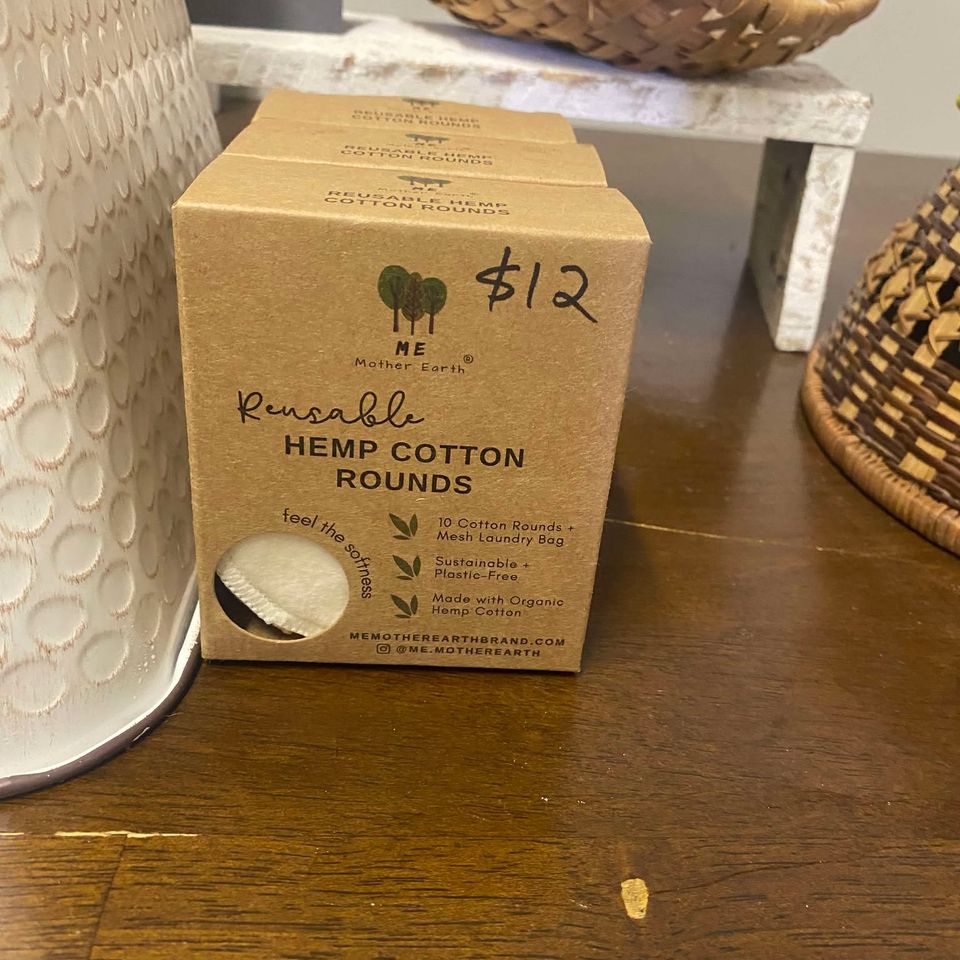 REUSABLE HEMP
COTTON ROUNDS
ME
REUSABLE HEMP
COTTON ROUNDS
ME
Mother Earth®
REUSABLE HEMP
COTTON ROUNDS
$12
ME
Mother Earth®
Reusable
HEMP COTTON
ROUNDS
feel the softness
10 Cotton Rounds +
Mesh Laundry Bag
Sustainable +
Plastic-Free
Made with Organic
Hemp Cotton
MEMOTHEREARTHBRAND.COM
@ME.MOTHEREARTH